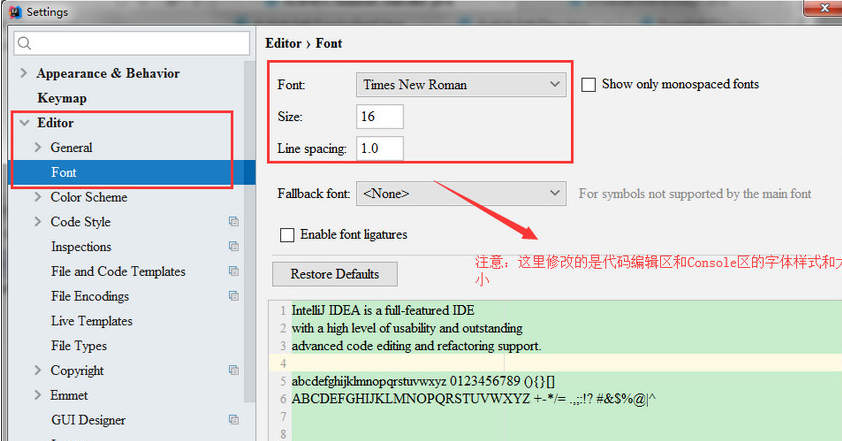 Settings
Editor › Font
Appearance & Behavior
Keymap
Editor
General
Font
Color Scheme
Code Style
Inspections
File and Code Templates
File Encodings
Live Templates
File Types
Copyright
Emmet
GUI Designer
Font:
Times New Roman
Show only monospaced fonts
Size:
16
Line spacing:
1.0
Fallback font:
<None>
For symbols not supported by the main font
Enable font ligatures
注意：这里修改的是代码编辑区和Console区的字体样式和大
小
Restore Defaults
1 IntelliJ IDEA is a full-featured IDE
2 with a high level of usability and outstanding
3 advanced code editing and refactoring support.
4
5 abcdefghijklmnopqrstuvwxyz 0123456789 (){}[]
6 ABCDEFGHIJKLMNOPQRSTUVWXYZ +-*/= .,;:!? #&$%@|^
7
8